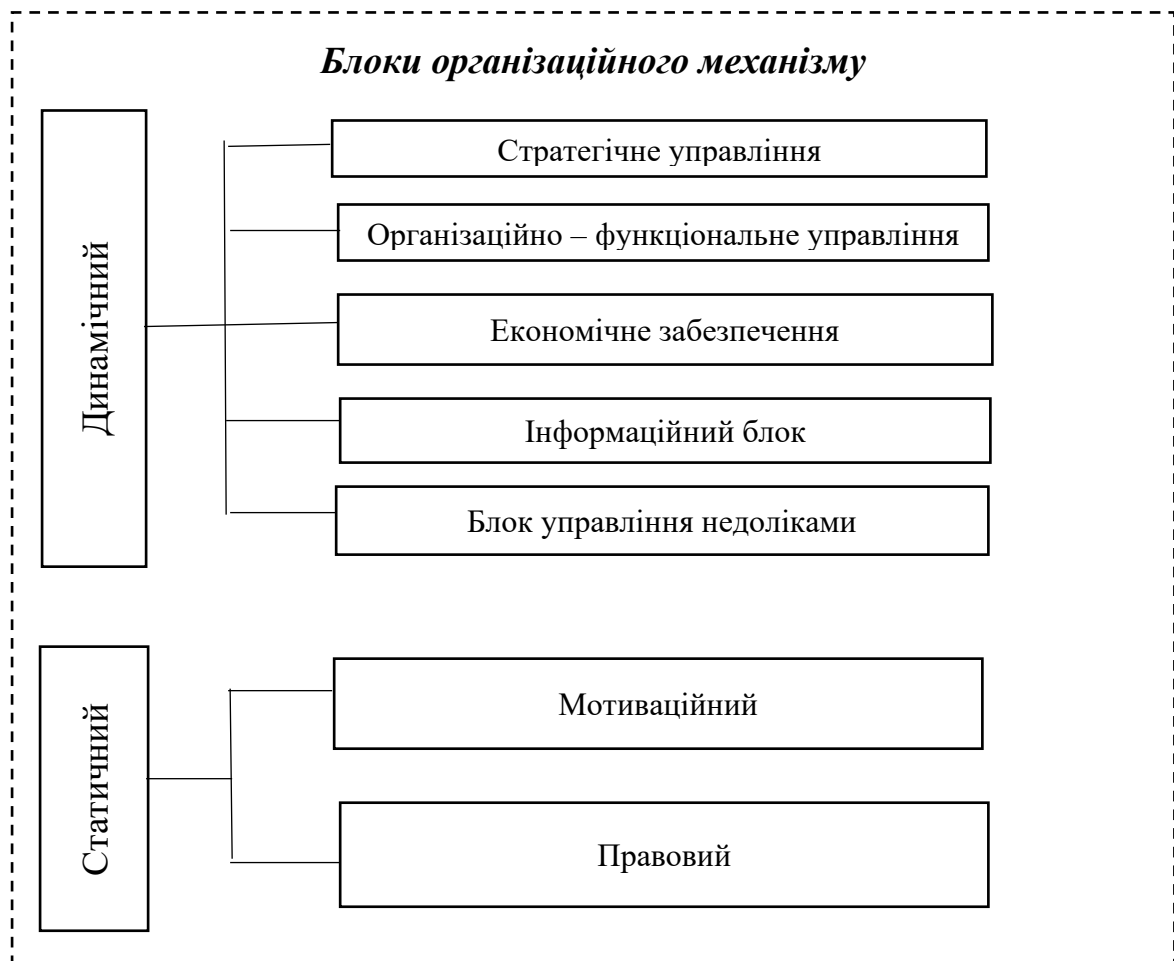 Блоки організаційного механізму
Динамічний
Стратегічне управління
Організаційно – функціональне управління
Економічне забезпечення
Інформаційний блок
Блок управління недоліками
Статичний
Мотиваційний
Правовий